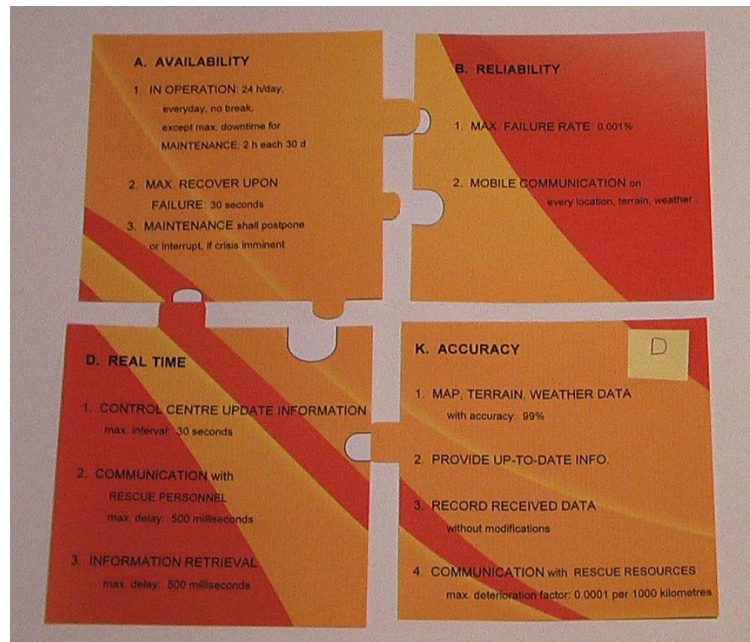 A. AVAILABILITY
1. IN OPERATION: 24 h/day,
everyday, no break,
except max. downtime for
MAINTENANCE: 2 h each 30 d
2. MAX. RECOVER UPON
FAILURE: 30 seconds
3. MAINTENANCE shall postpone
or interrupt, if crisis imminent
B. RELIABILITY
1. MAX. FAILURE RATE: 0.001%
2. MOBILE COMMUNICATION on
every location, terrain, weather
D. REAL TIME
1. CONTROL CENTRE UPDATE INFORMATION
max. interval: 30 seconds
2. COMMUNICATION with
RESCUE PERSONNEL
max. delay: 500 milliseconds
3. INFORMATION RETRIEVAL
max. delay: 500 milliseconds
K. ACCURACY
D
1. MAP, TERRAIN, WEATHER DATA
with accuracy: 99%
2. PROVIDE UP-TO-DATE INFO.
3. RECORD RECEIVED DATA
without modifications
4. COMMUNICATION with RESCUE RESOURCES
max. deterioration factor: 0.0001 per 1000 kilometres